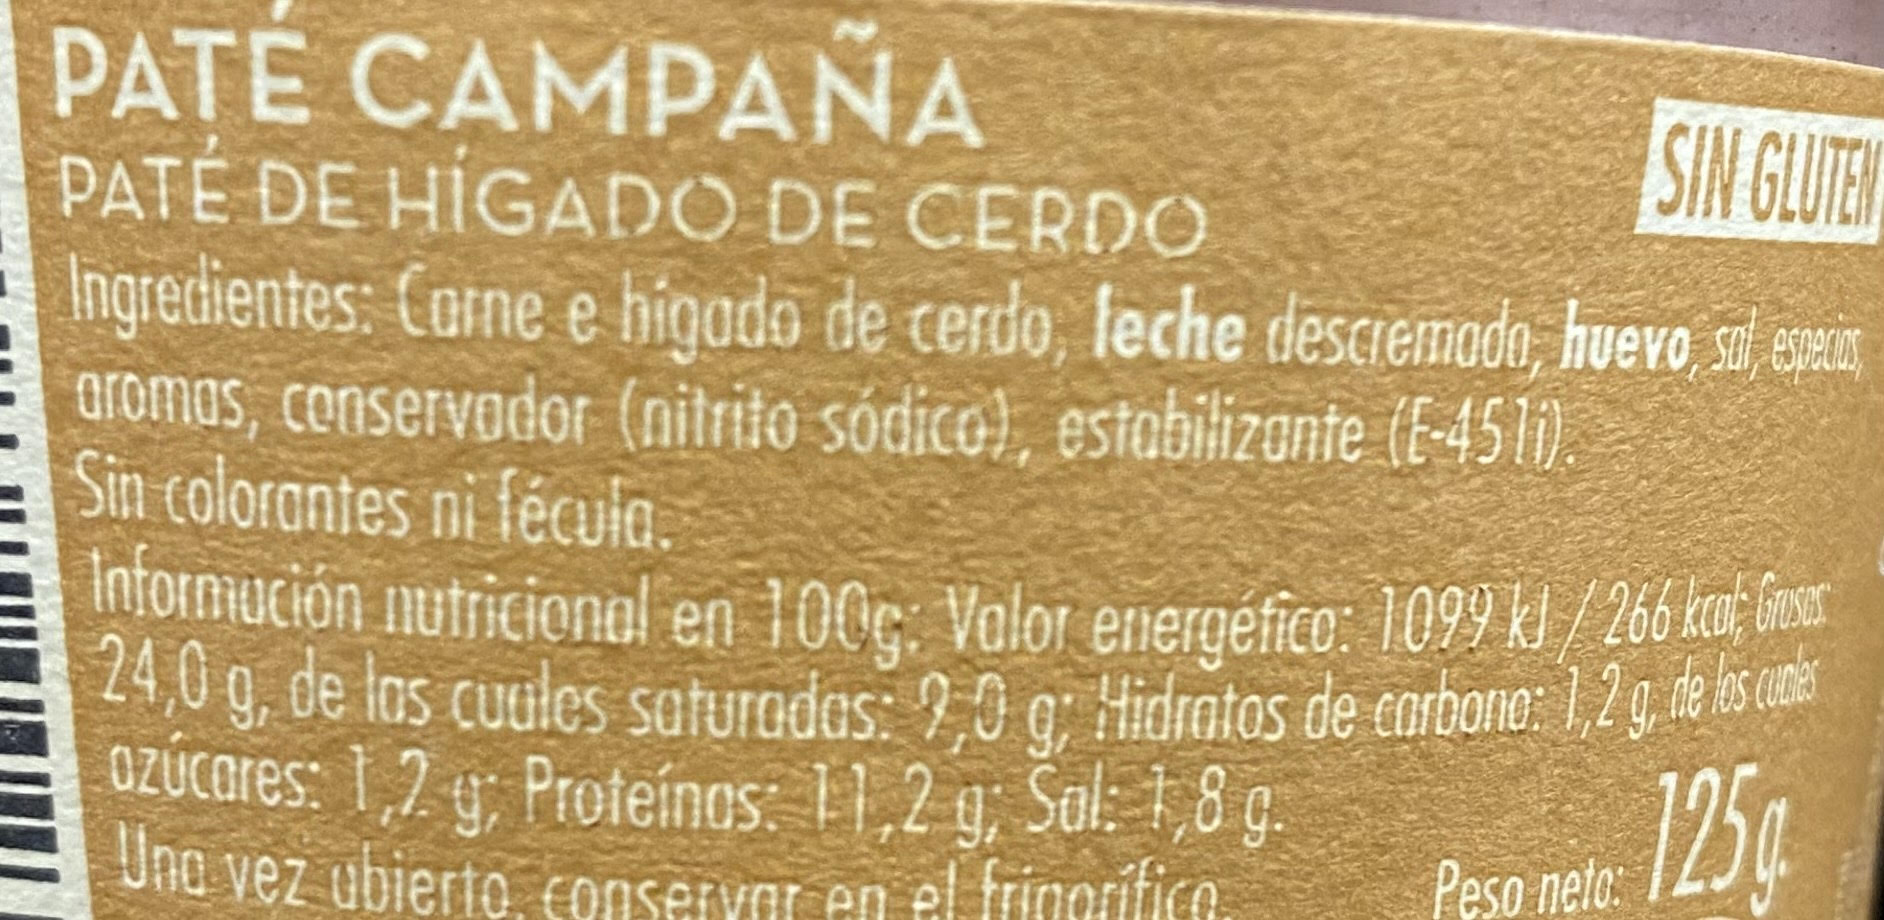 PATÉ CAMPAÑA
SIN GLUTEN
PATÉ DE HÍGADO DE CERDO
Ingredientes: Carne e hígado de cerdo, leche descremada, huevo, sal, especias,
aromas, conservador (nitrito sódico), estabilizante (E-451i).
Sin colorantes ni fécula.
Información nutricional en 100g: Valor energético: 1099 kJ / 266 kcal; Grasas:
24,0 g, de las cuales saturadas: 9,0 g; Hidratos de carbono: 1,2 g, de los cuales
azúcares: 1,2 g; Proteínas: 11,2 g; Sal: 1,8 g.
Una vez abierto, conservar en el frigorífico.
Peso neto: 125g.